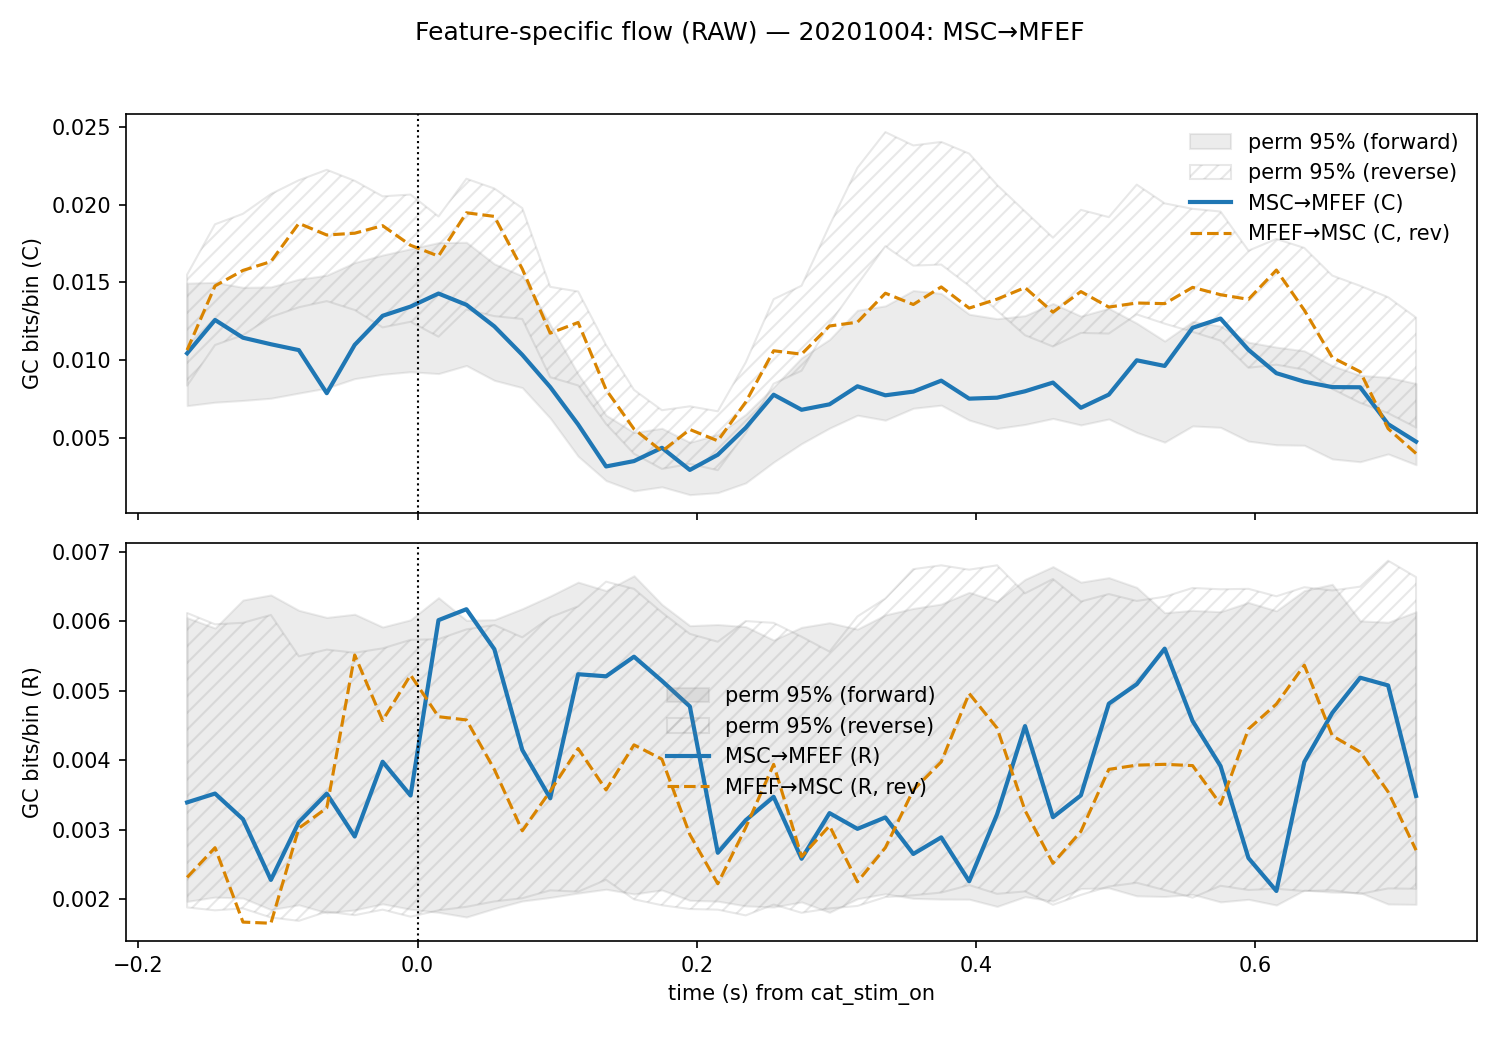 Feature-specific flow (RAW) — 20201004: MSC→MFEF
GC bits/bin (C)
0.025
0.020
0.015
0.010
0.005
perm 95% (forward)
perm 95% (reverse)
MSC→MFEF (C)
MFEF→MSC (C, rev)
GC bits/bin (R)
0.007
0.006
0.005
0.004
0.003
0.002
perm 95% (forward)
perm 95% (reverse)
MSC→MFEF (R)
MFEF→MSC (R, rev)
−0.2 0.0 0.2 0.4 0.6
time (s) from cat_stim_on